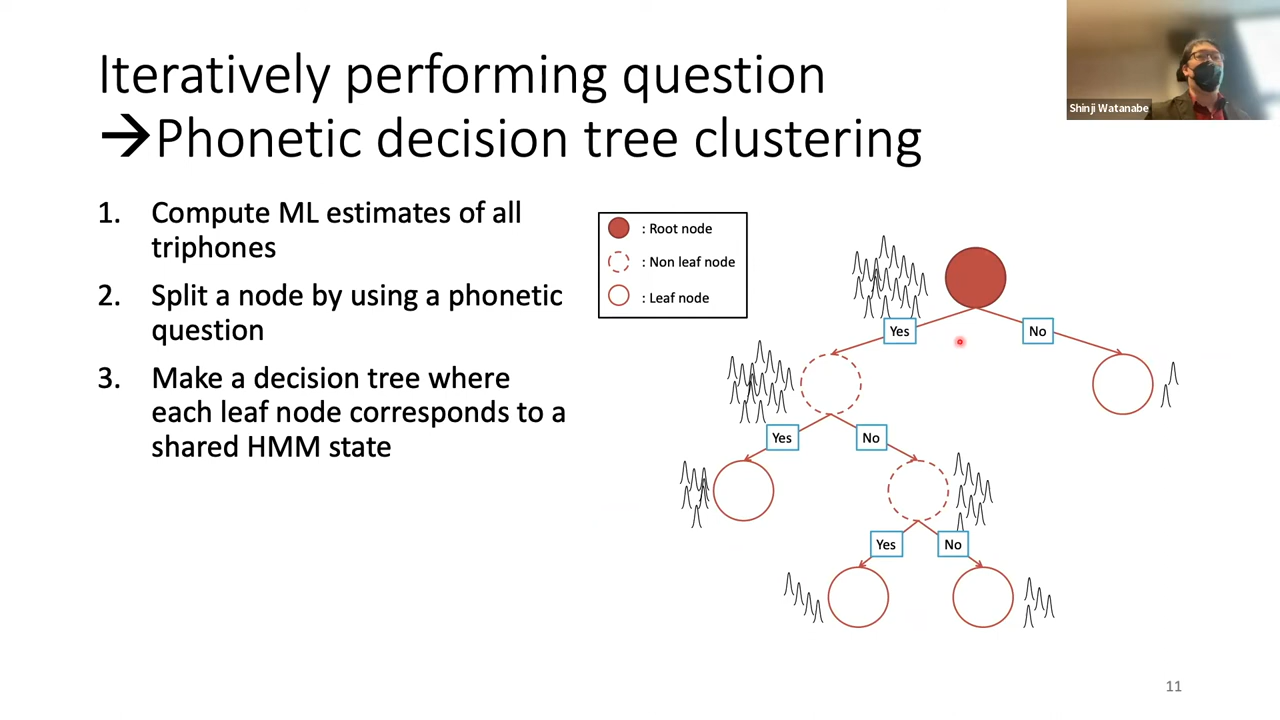 Iteratively performing question
→Phonetic decision tree clustering
Shinji Watanabe
1. Compute ML estimates of all
triphones
2. Split a node by using a phonetic
question
3. Make a decision tree where
each leaf node corresponds to a
shared HMM state
: Root node
: Non leaf node
: Leaf node
Yes
No
Yes
No
Yes
No
11